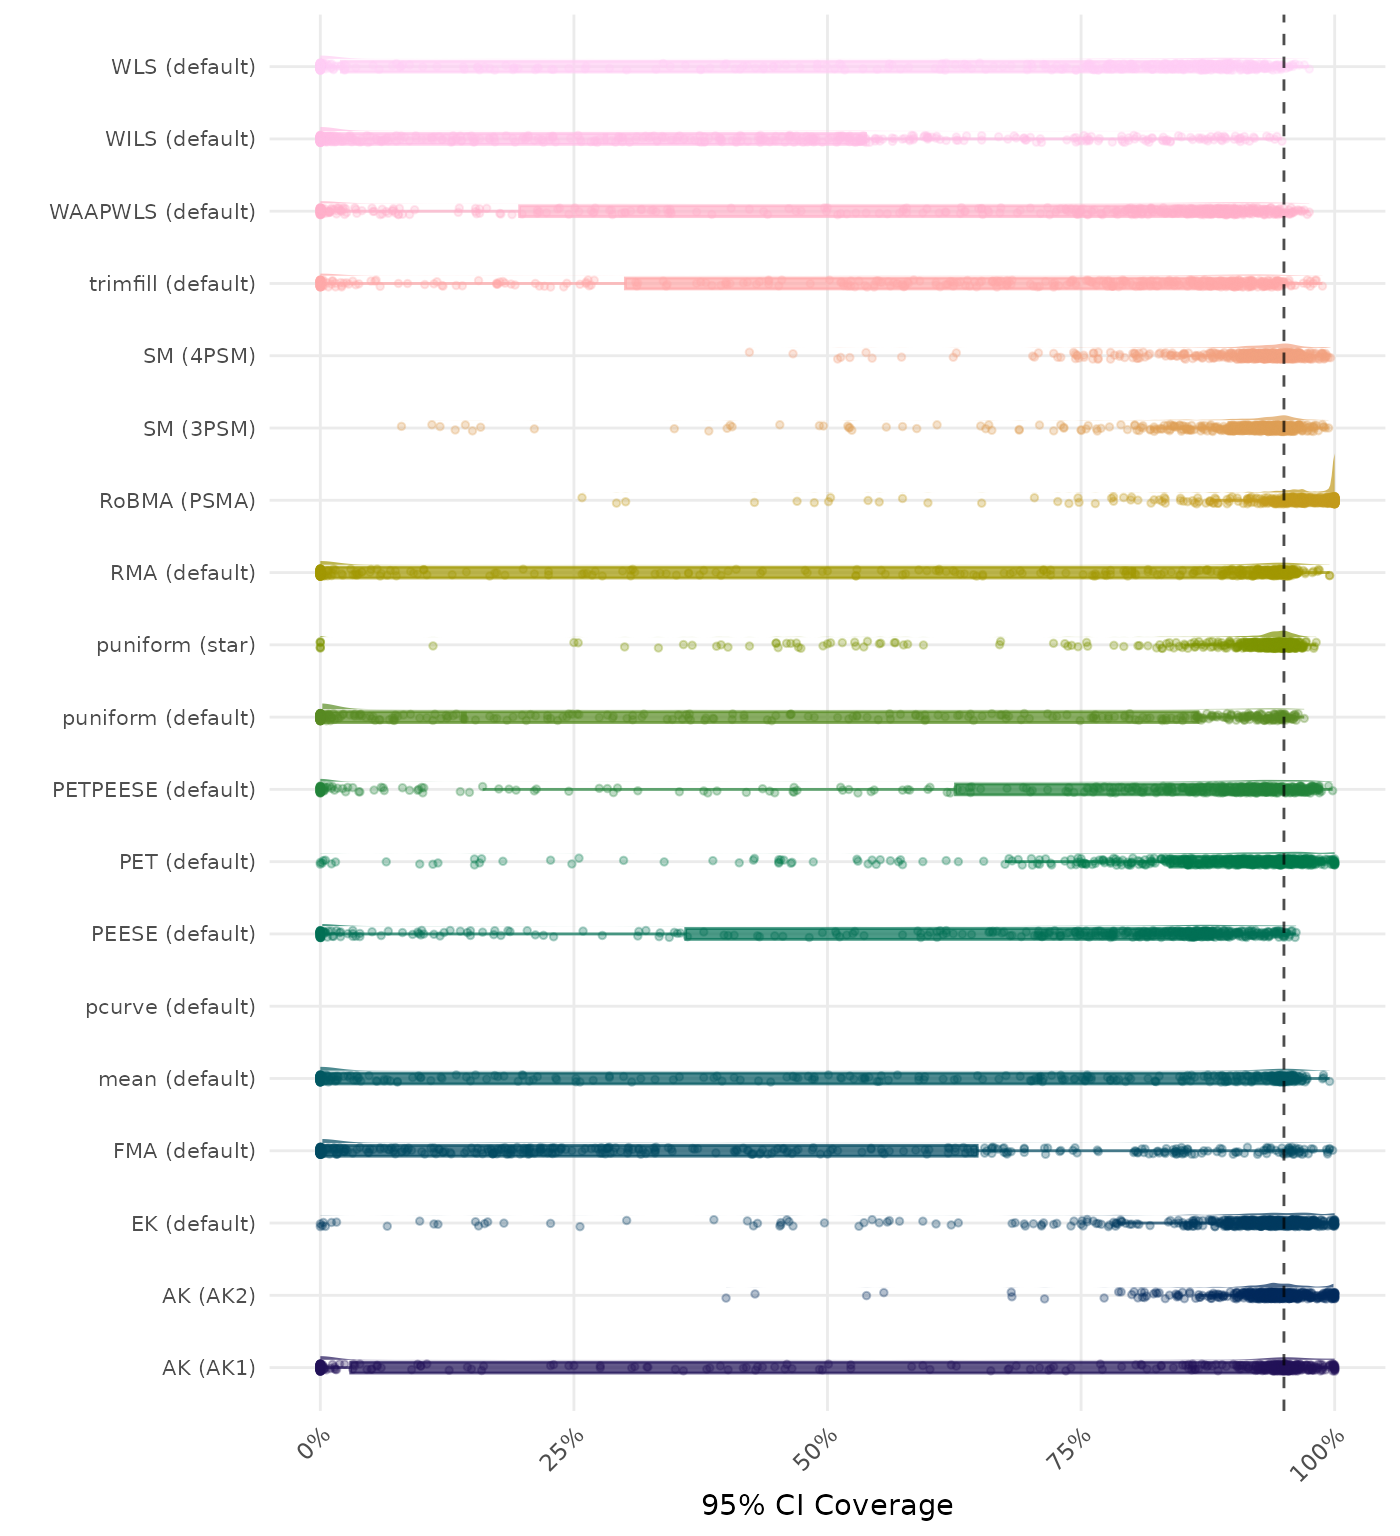 WLS (default)
WILS (default)
WAAPWLS (default)
trimfill (default)
SM (4PSM)
SM (3PSM)
RoBMA (PSMA)
RMA (default)
puniform (star)
puniform (default)
PETPEESE (default)
PET (default)
PEESE (default)
pcurve (default)
mean (default)
FMA (default)
EK (default)
AK (AK2)
AK (AK1)
0%
25%
50%
75%
100%
95% CI Coverage